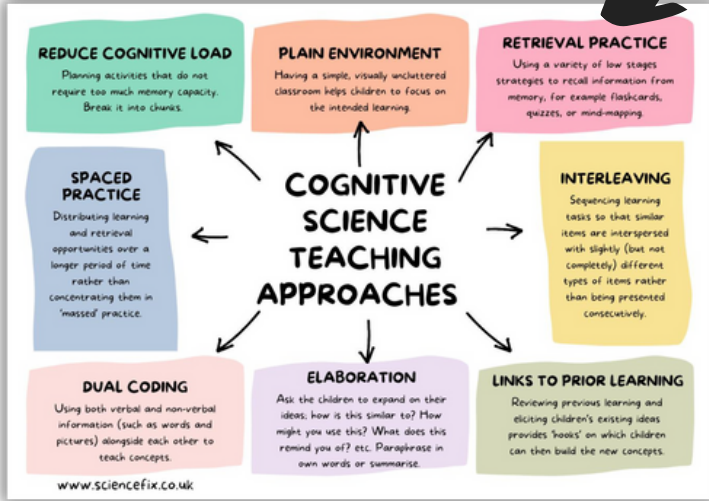 REDUCE COGNITIVE LOAD
Planning activities that do not
require too much memory capacity.
Break it into chunks.
PLAIN ENVIRONMENT
Having a simple, visually uncluttered
classroom helps children to focus on
the intended learning.
RETRIEVAL PRACTICE
Using a variety of low stages
strategies to recall information from
memory, for example flashcards,
quizzes, or mind-mapping.
SPACED
PRACTICE
Distributing learning
and retrieval
opportunities over a
longer period of time
rather than
concentrating them in
'massed' practice.
COGNITIVE
SCIENCE
TEACHING
APPROACHES
INTERLEAVING
Sequencing learning
tasks so that similar
items are interspersed
with slightly (but not
completely) different
types of items rather
than being presented
consecutively.
DUAL CODING
Using both verbal and non-verbal
information (such as words and
pictures) alongside each other to
teach concepts.
ELABORATION
Ask the children to expand on their
ideas; how is this similar to? How
might you use this? What does this
remind you of? etc. Paraphrase in
own words or summarise.
LINKS TO PRIOR LEARNING
Reviewing previous learning and
eliciting children's existing ideas
provides 'hooks' on which children
can then build the new concepts.
www.sciencefix.co.uk